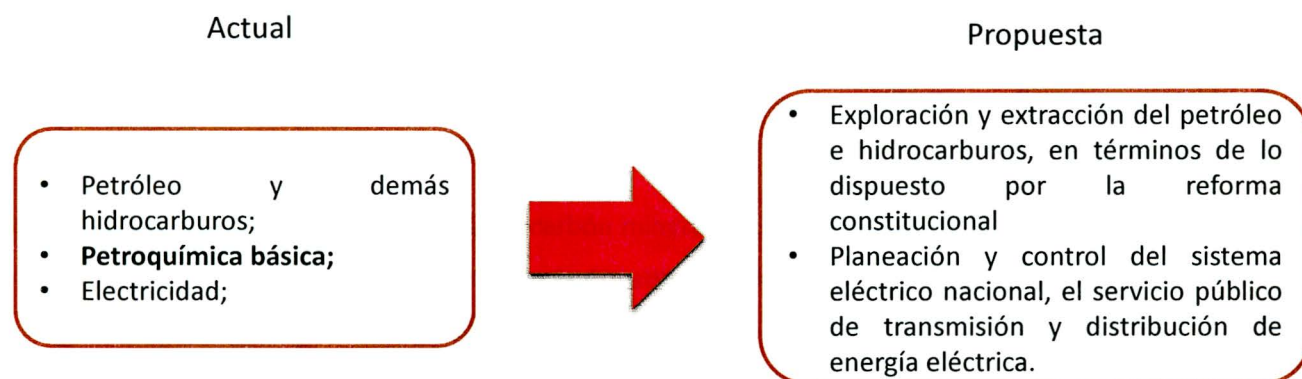 Actual
Petróleo y demás
hidrocarburos;
Petroquímica básica;
Electricidad;
Propuesta
Exploración y extracción del petróleo
e hidrocarburos, en términos de lo
dispuesto por la reforma
constitucional
Planeación y control del sistema
eléctrico nacional, el servicio público
de transmisión y distribución de
energía eléctrica.